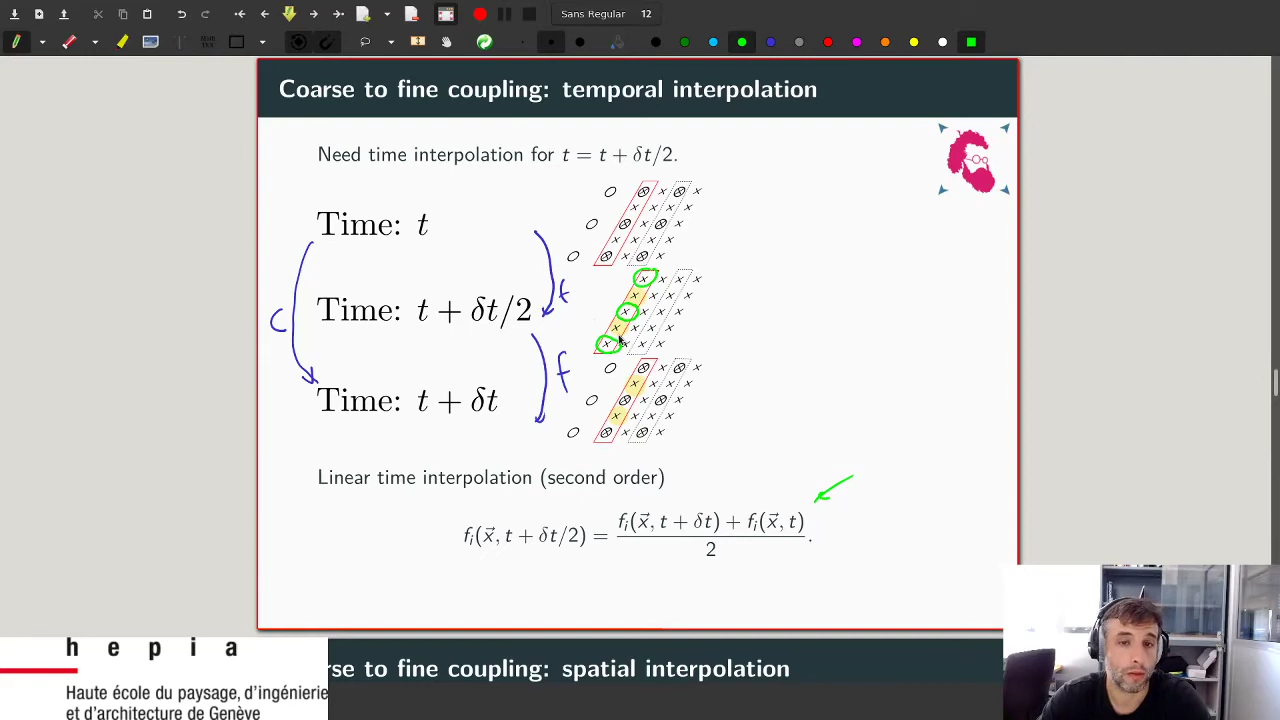 Sans Regular 12
Coarse to fine coupling: temporal interpolation
Need time interpolation for t = t + δt/2.
Time: t
Time: t + δt/2
Time: t + δt
C
f
f
Linear time interpolation (second order)
f_i(x⃗, t + δt/2) = (f_i(x⃗, t + δt) + f_i(x⃗, t)) / 2.
rse to fine coupling: spatial interpolation
hepia
Haute école du paysage, d'ingénierie
et d'architecture de Genève